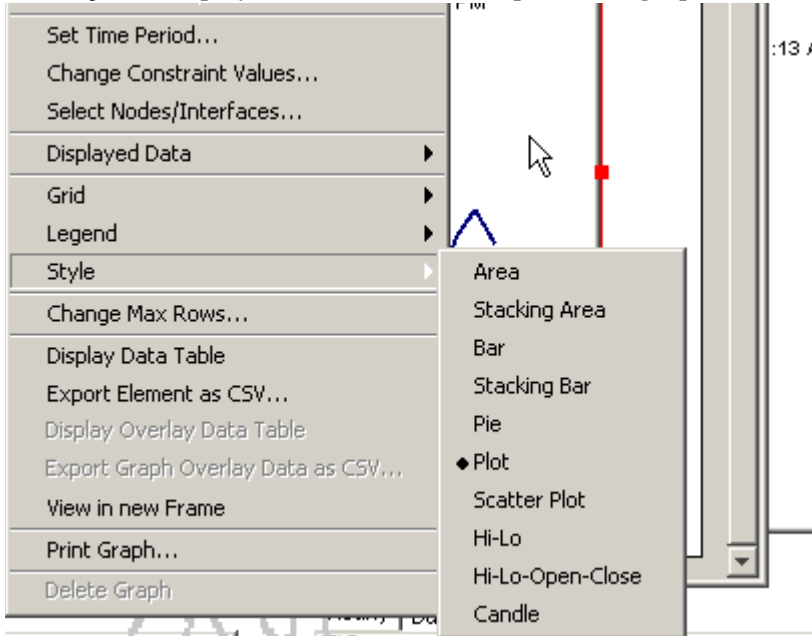 PM
:13 A
Set Time Period...
Change Constraint Values...
Select Nodes/Interfaces...
Displayed Data
Grid
Legend
Style
Change Max Rows...
Display Data Table
Export Element as CSV...
Display Overlay Data Table
Export Graph Overlay Data as CSV...
View in new Frame
Print Graph...
Delete Graph
Area
Stacking Area
Bar
Stacking Bar
Pie
Plot
Scatter Plot
Hi-Lo
Hi-Lo-Open-Close
Candle